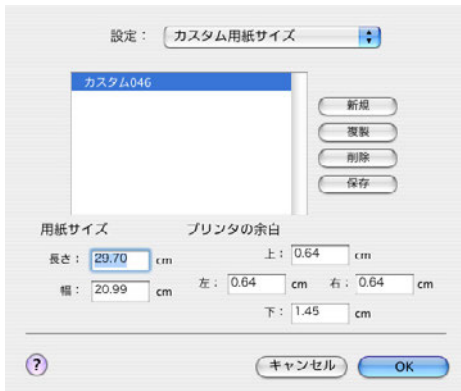 設定： カスタム用紙サイズ
カスタム046
新規
複製
削除
保存
用紙サイズ
プリンタの余白
長さ： 29.70 cm
上： 0.64 cm
幅： 20.99 cm
左： 0.64 cm
右： 0.64 cm
下： 1.45 cm
?
キャンセル
OK